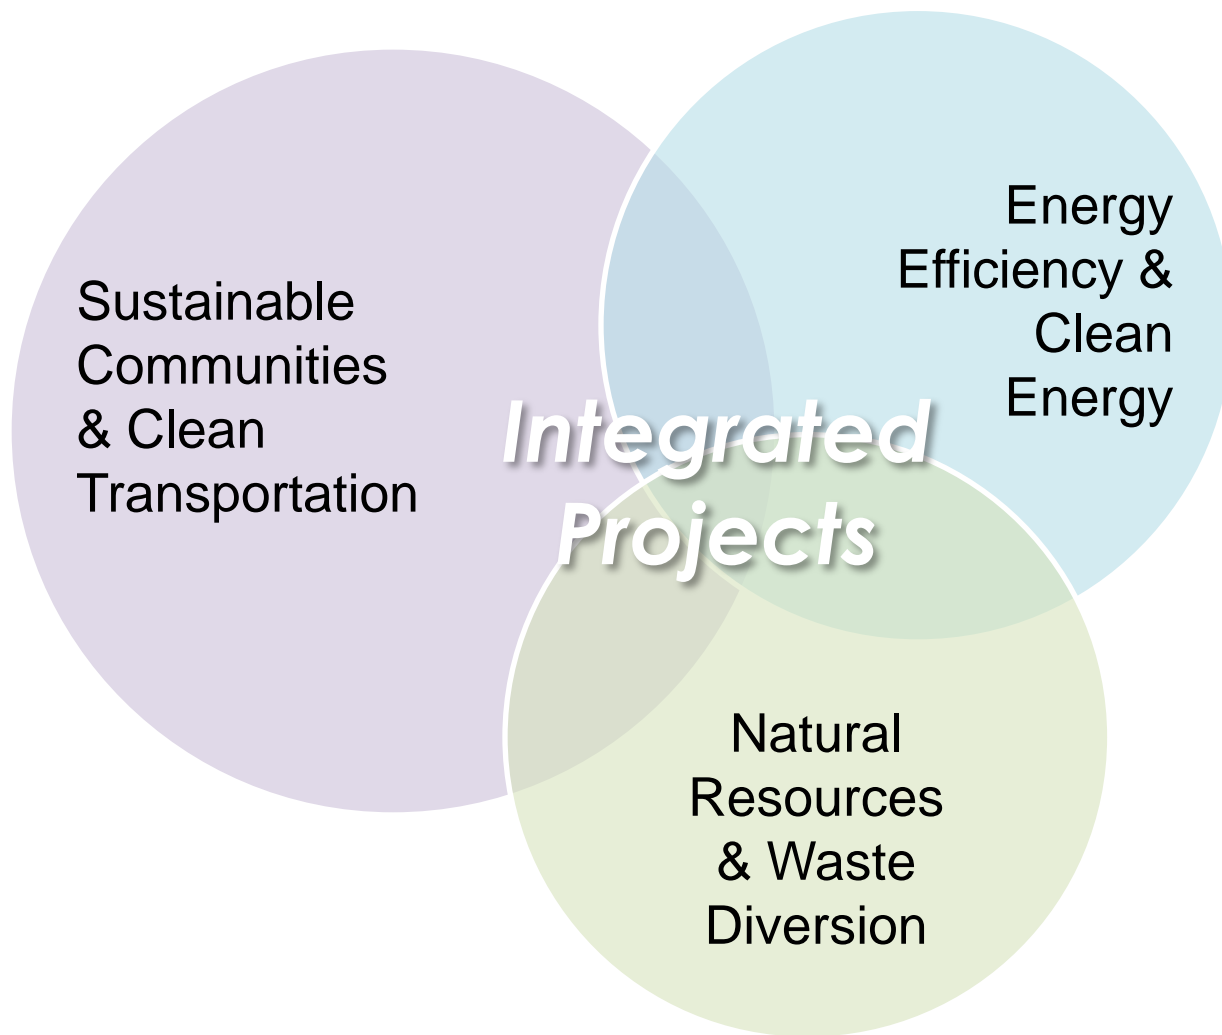 Sustainable
Communities
& Clean
Transportation
Energy
Efficiency &
Clean
Energy
Integrated
Projects
Natural
Resources
& Waste
Diversion